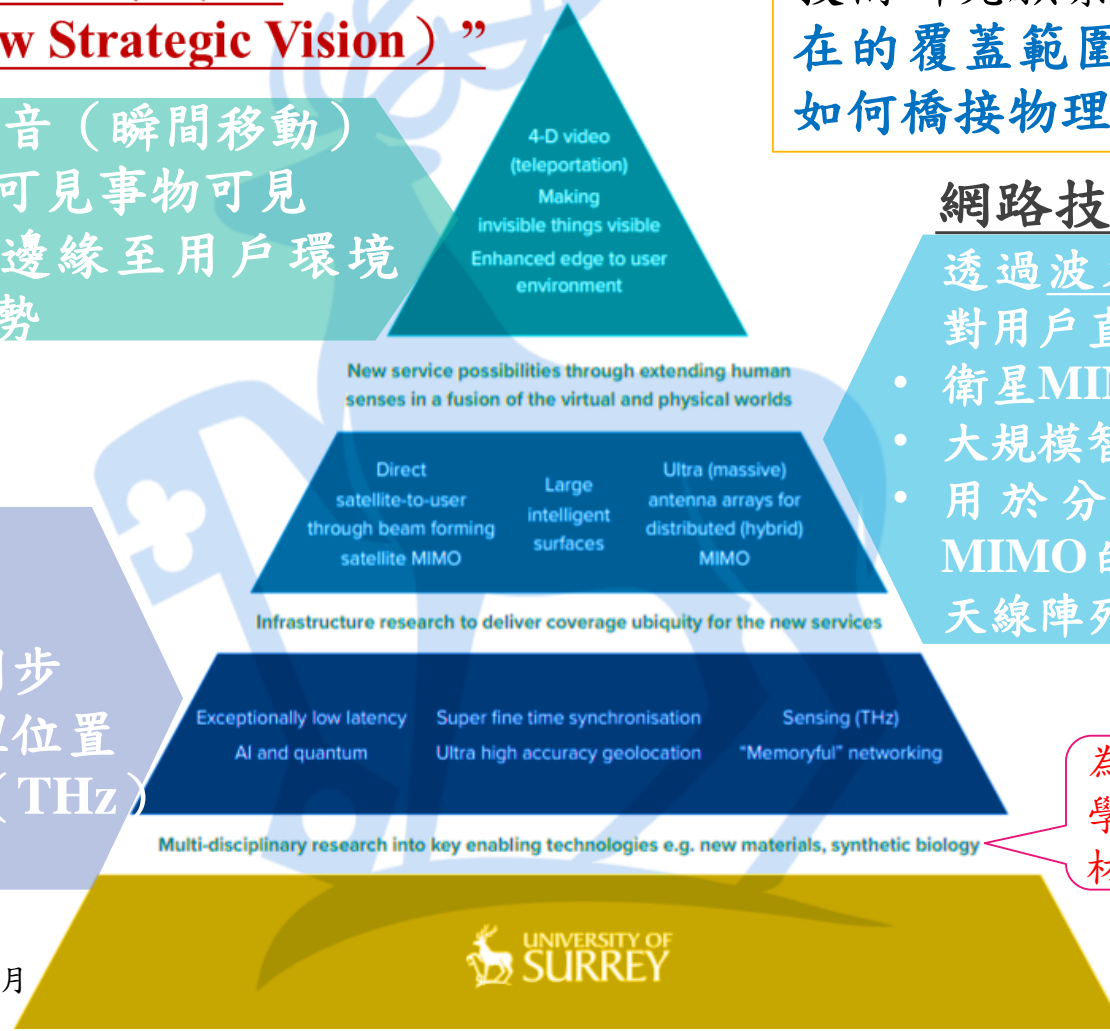 w Strategic Vision）”
在的覆蓋範圍
如何橋接物理
音（瞬間移動）
可見事物可見
邊緣至用戶環境
勢
4-D video
(teleportation)
Making
invisible things visible
Enhanced edge to user
environment
New service possibilities through extending human
senses in a fusion of the virtual and physical worlds
網路技
透過波
對用戶直
• 衛星MIM
• 大規模智
• 用於分
MIMO的
天線陣列
Direct
satellite-to-user
through beam forming
satellite MIMO
Large
intelligent
surfaces
Ultra (massive)
antenna arrays for
distributed (hybrid)
MIMO
Infrastructure research to deliver coverage ubiquity for the new services
步
位置
（THz）
Exceptionally low latency
AI and quantum
Super fine time synchronisation
Ultra high accuracy geolocation
Sensing (THz)
“Memoryful” networking
為
學
材
Multi-disciplinary research into key enabling technologies e.g. new materials, synthetic biology
UNIVERSITY OF
SURREY
月